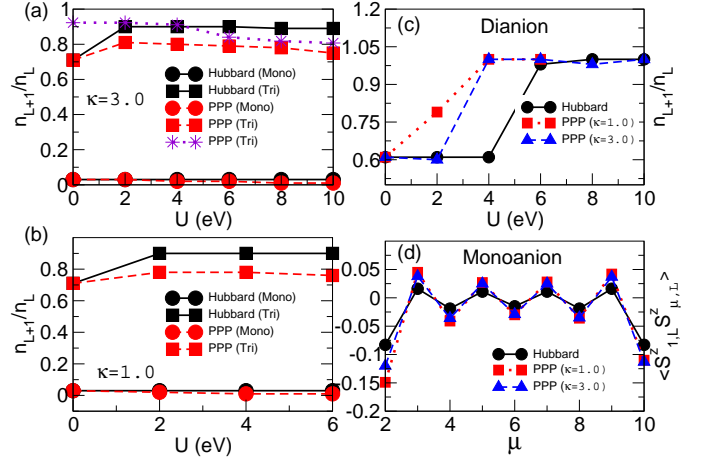 (a)
n_{L+1}/n_L
1
0.8
0.6
0.4
0.2
0
κ=3.0
Hubbard (Mono)
Hubbard (Tri)
PPP (Mono)
PPP (Tri)
PPP (Tri)
0 2 4 6 8 10
U (eV)
(c) Dianion
n_{L+1}/n_L
1.2
1.05
0.9
0.75
0.6
0.45
Hubbard
PPP (κ=1.0)
PPP (κ=3.0)
0 2 4 6 8 10
U (eV)
(b)
n_{L+1}/n_L
0.8
0.6
0.4
0.2
0
κ=1.0
Hubbard (Mono)
Hubbard (Tri)
PPP (Mono)
PPP (Tri)
0 2 4 6
U (eV)
(d) Monoanion
0.05
0
-0.05
-0.1
-0.15
-0.2
<S^z_{1,L} S^z_{μ,L}>
Hubbard
PPP (κ=1.0)
PPP (κ=3.0)
2 4 6 8 10
μ